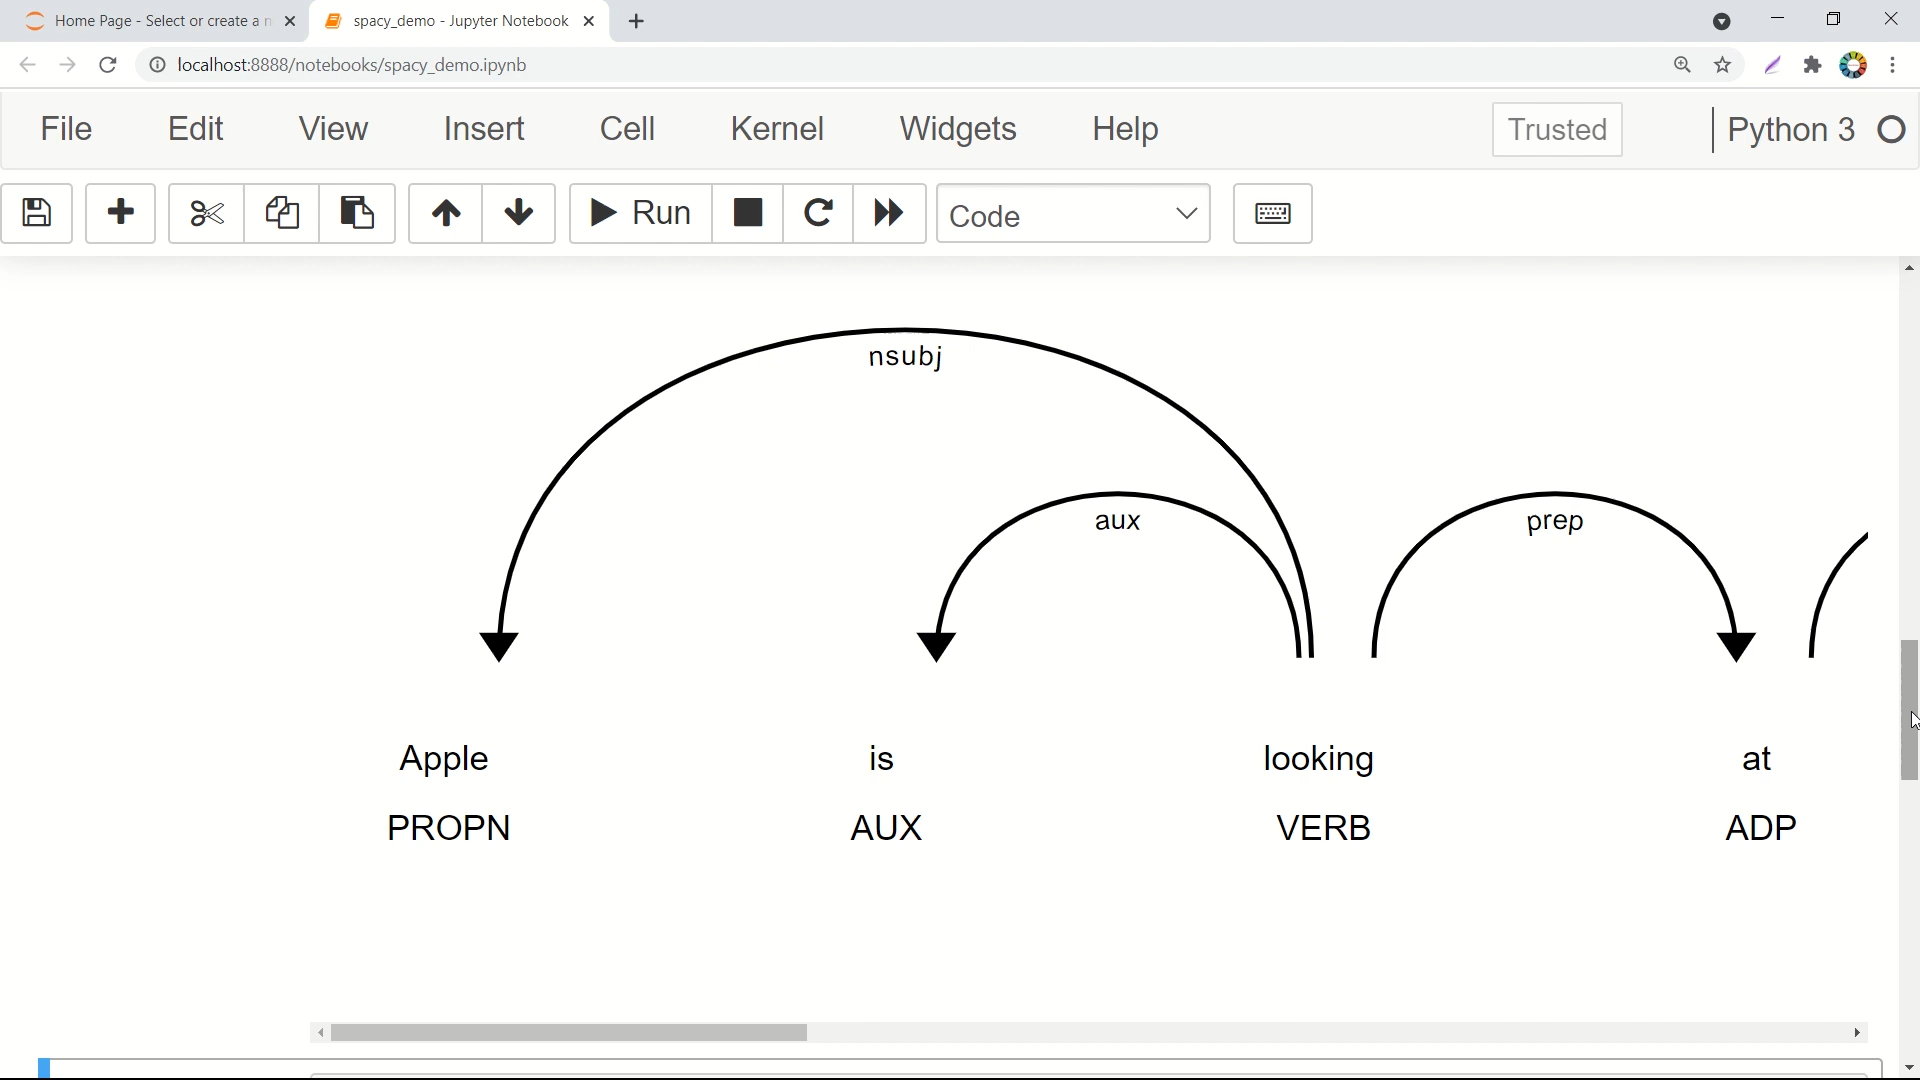 Home Page - Select or create a n
spacy_demo - Jupyter Notebook
localhost:8888/notebooks/spacy_demo.ipynb
File Edit View Insert Cell Kernel Widgets Help Trusted Python 3
Run Code
nsubj
aux prep
Apple is looking at
PROPN AUX VERB ADP